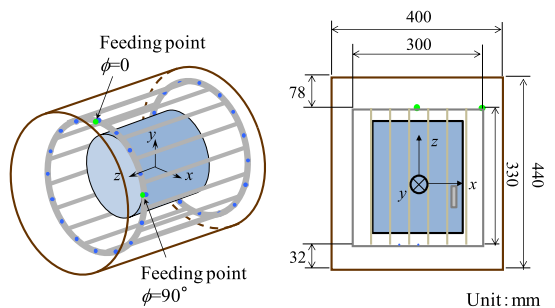 Feeding point
ϕ=0
y
z
x
Feeding point
ϕ=90°
400
300
78
z
y
x
330
440
32
Unit : mm